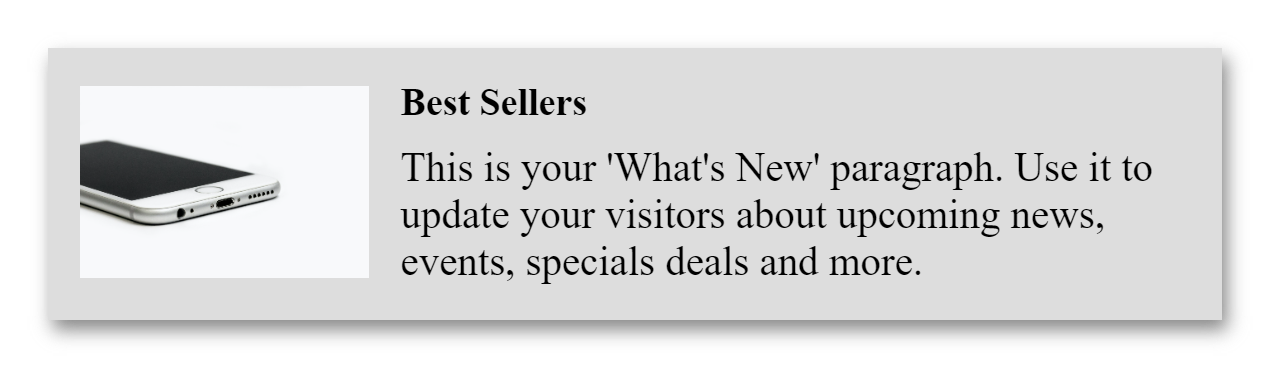 Best Sellers
This is your 'What's New' paragraph. Use it to
update your visitors about upcoming news,
events, specials deals and more.